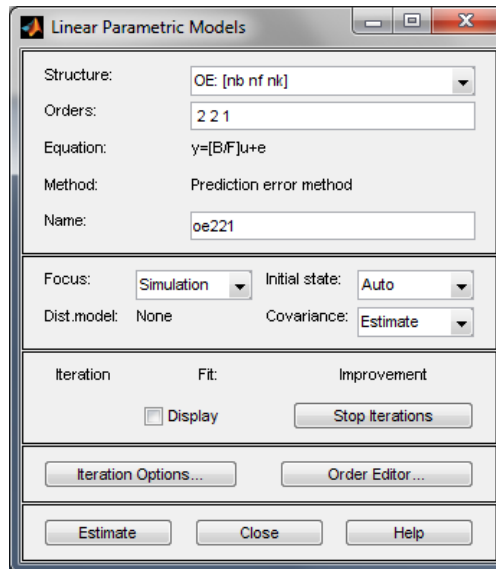 Linear Parametric Models
Structure: OE: [nb nf nk]
Orders: 2 2 1
Equation: y=[B/F]u+e
Method: Prediction error method
Name: oe221
Focus: Simulation Initial state: Auto
Dist.model: None Covariance: Estimate
Iteration Fit: Improvement
Display Stop Iterations
Iteration Options... Order Editor...
Estimate Close Help